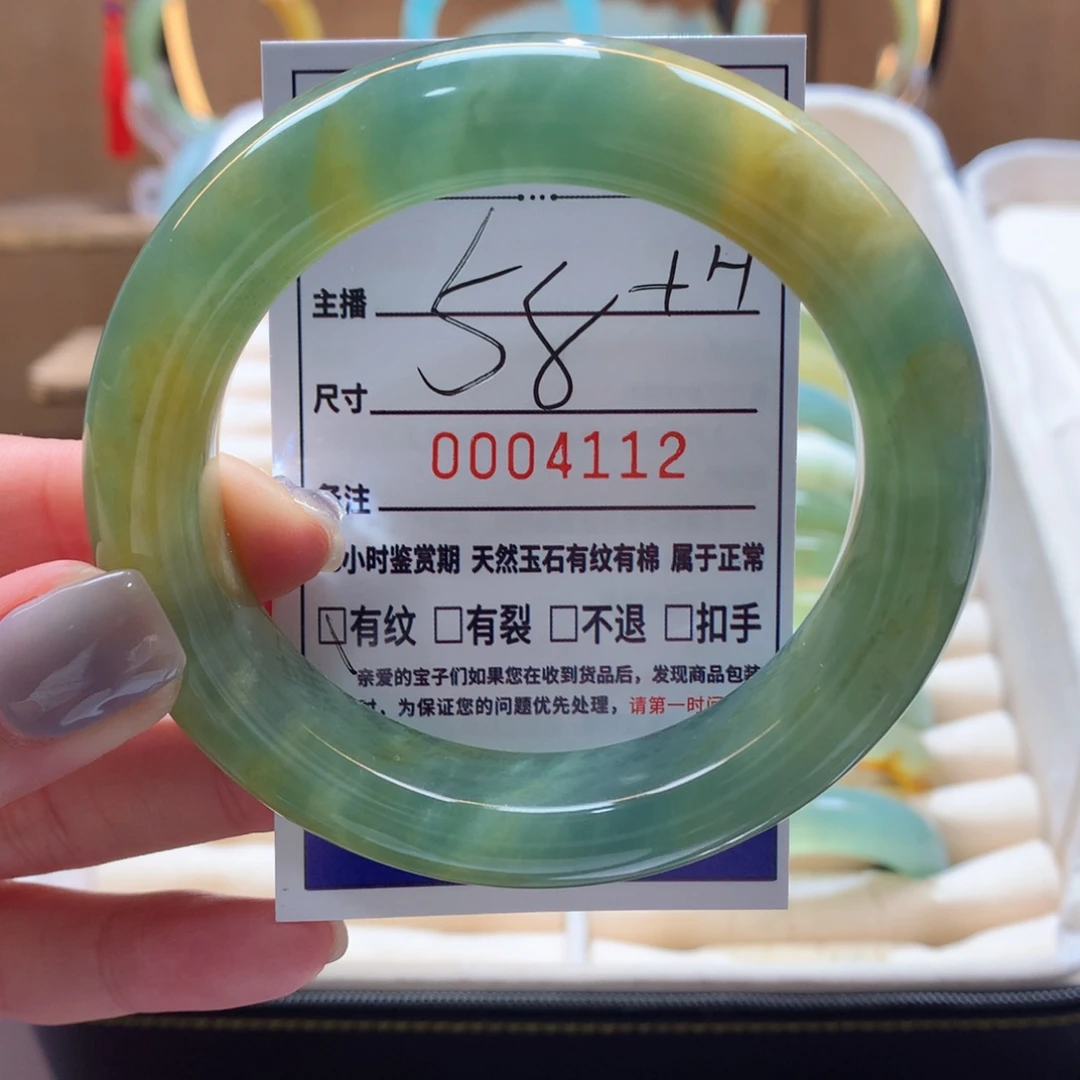 主播 58 +4
尺寸
0004112
备注
小时鉴赏期 天然玉石有纹有棉 属于正常
☐有纹 ☐有裂 ☐不退 ☐扣手
亲爱的宝子们如果您在收到货品后，发现商品包装
时，为保证您的问题优先处理，请第一时间